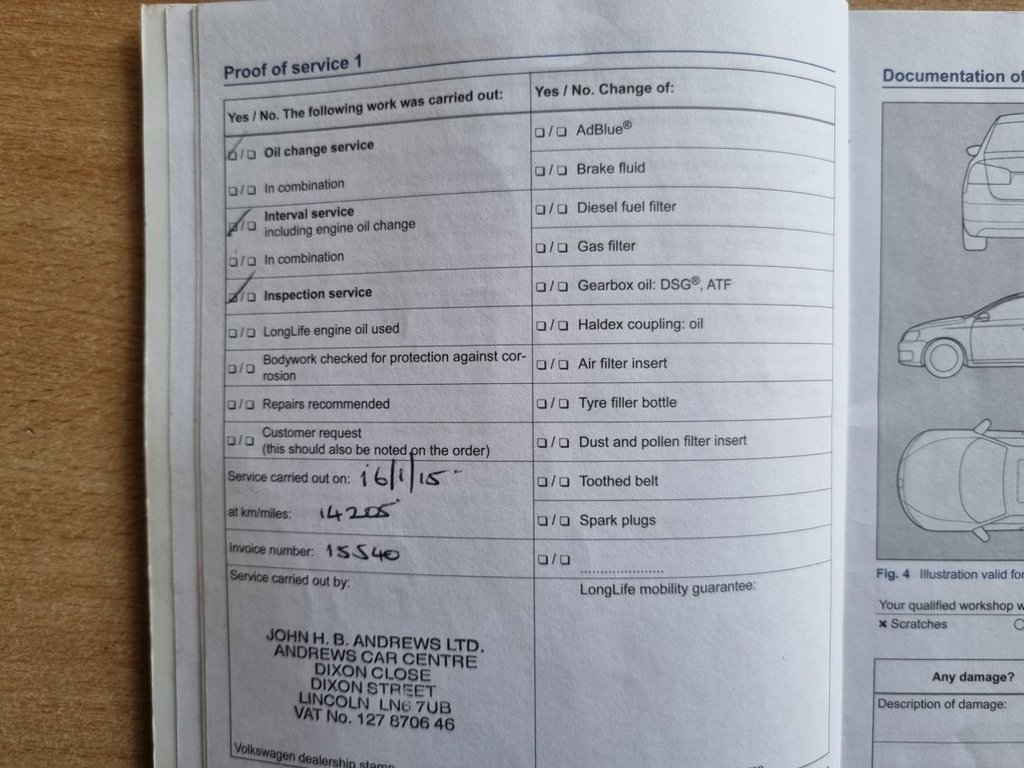 Proof of service 1
Yes / No. The following work was carried out:
❏ / ❏ Oil change service
❏ / ❏ In combination
❏ / ❏ Interval service
including engine oil change
❏ / ❏ In combination
❏ / ❏ Inspection service
❏ / ❏ LongLife engine oil used
❏ / ❏ Bodywork checked for protection against cor-
rosion
❏ / ❏ Repairs recommended
❏ / ❏ Customer request
(this should also be noted on the order)
Service carried out on: 16/1/15
at km/miles: 14205
Invoice number: 15540
Service carried out by:
JOHN H. B. ANDREWS LTD.
ANDREWS CAR CENTRE
DIXON CLOSE
DIXON STREET
LINCOLN LN6 7UB
VAT No. 127 8706 46
Volkswagen dealership stamp
Yes / No. Change of:
❏ / ❏ AdBlue®
❏ / ❏ Brake fluid
❏ / ❏ Diesel fuel filter
❏ / ❏ Gas filter
❏ / ❏ Gearbox oil: DSG®, ATF
❏ / ❏ Haldex coupling: oil
❏ / ❏ Air filter insert
❏ / ❏ Tyre filler bottle
❏ / ❏ Dust and pollen filter insert
❏ / ❏ Toothed belt
❏ / ❏ Spark plugs
❏ / ❏ .....................
LongLife mobility guarantee:
Documentation of
Fig. 4 Illustration valid for
Your qualified workshop
✖ Scratches
Any damage?
Description of damage: